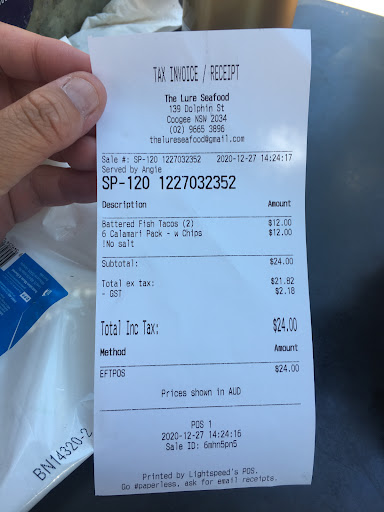 TAX INVOICE / RECEIPT
The Lure Seafood
139 Dolphin St
Coogee NSW 2034
(02) 9665 3896
thelureseafood@gmail.com
Sale #: SP-120 1227032352 2020-12-27 14:24:17
Served by Angie
SP-120 1227032352
Description Amount
Battered Fish Tacos (2) $12.00
6 Calamari Pack - w Chips $12.00
!No salt
Subtotal: $24.00
Total ex tax: $21.82
- GST $2.18
Total Inc Tax: $24.00
Method Amount
EFTPOS $24.00
Prices shown in AUD
POS 1
2020-12-27 14:24:16
Sale ID: 6mhn5pn5
Printed by Lightspeed's POS.
Go #paperless, ask for email receipts.
BN14320-2